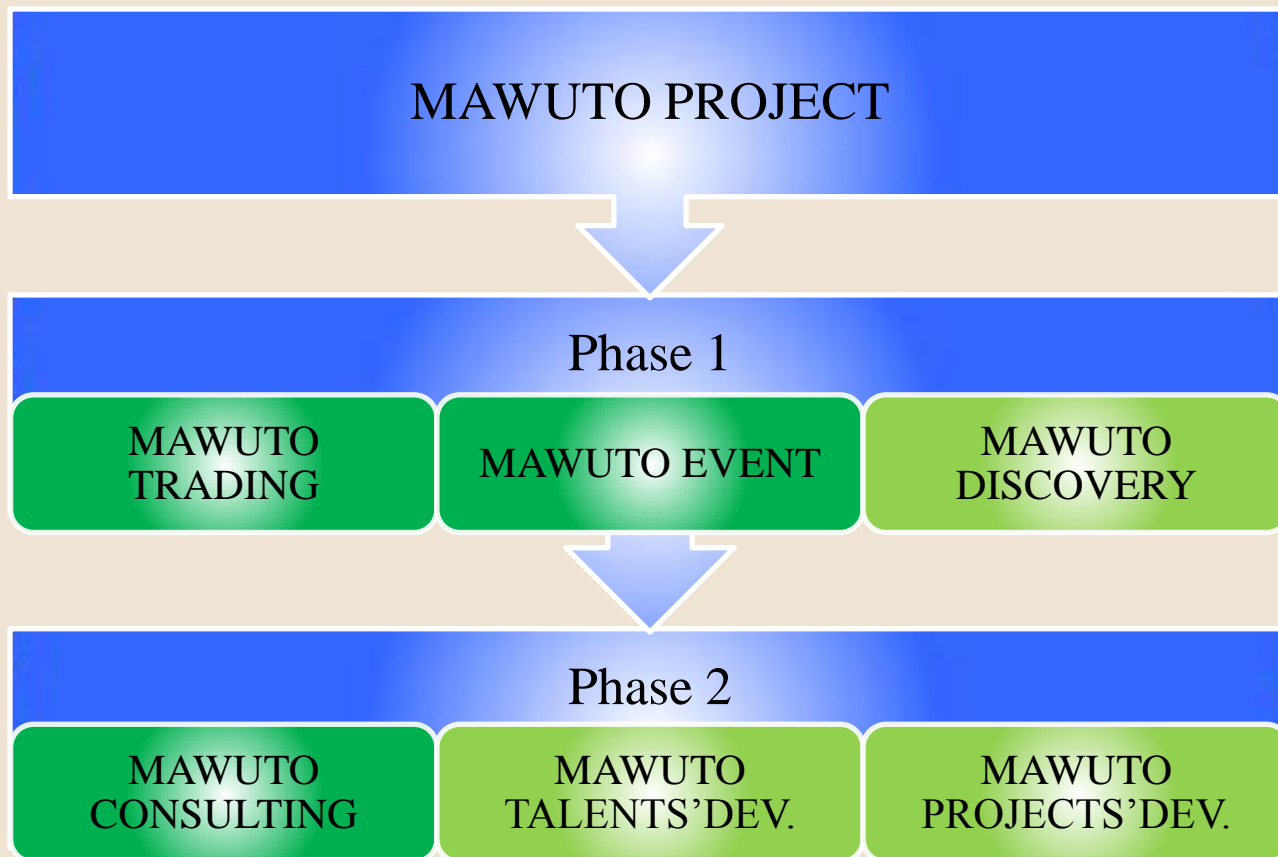 MAWUTO PROJECT
Phase 1
MAWUTO
TRADING
MAWUTO EVENT
MAWUTO
DISCOVERY
Phase 2
MAWUTO
CONSULTING
MAWUTO
TALENTS’DEV.
MAWUTO
PROJECTS’DEV.